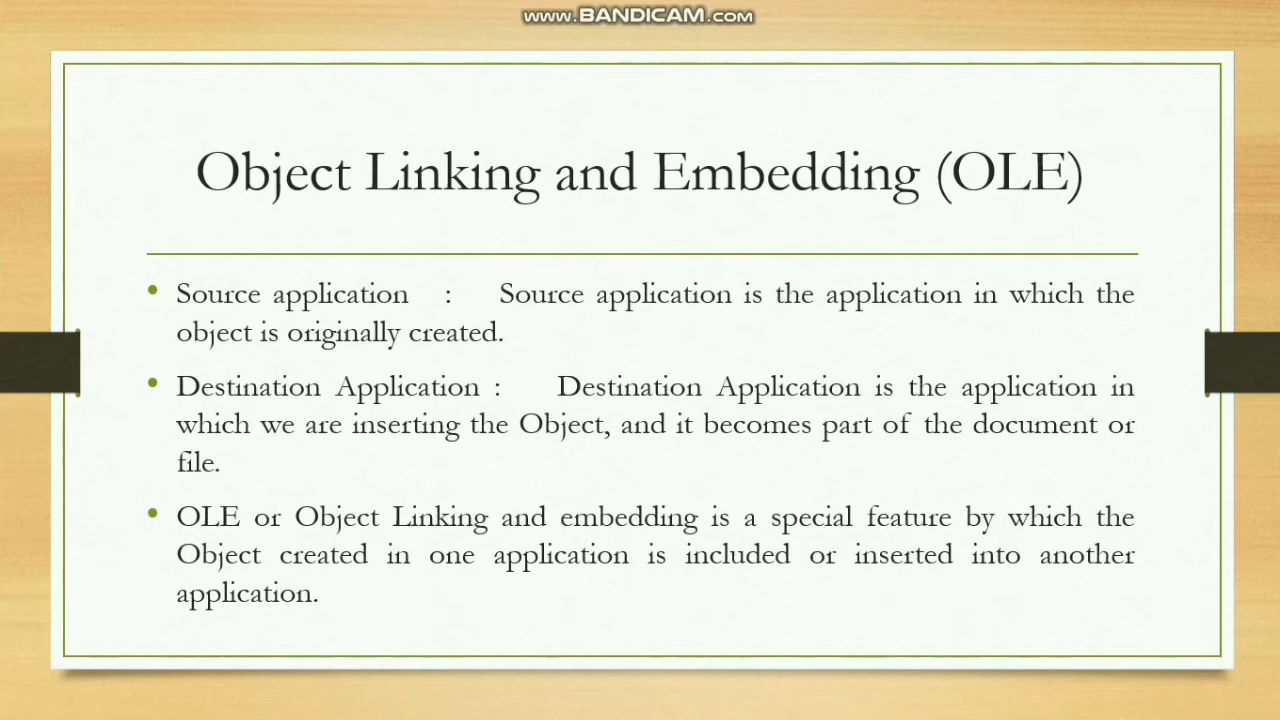 www.BANDICAM.com
Object Linking and Embedding (OLE)
• Source application : Source application is the application in which the
object is originally created.
• Destination Application : Destination Application is the application in
which we are inserting the Object, and it becomes part of the document or
file.
• OLE or Object Linking and embedding is a special feature by which the
Object created in one application is included or inserted into another
application.